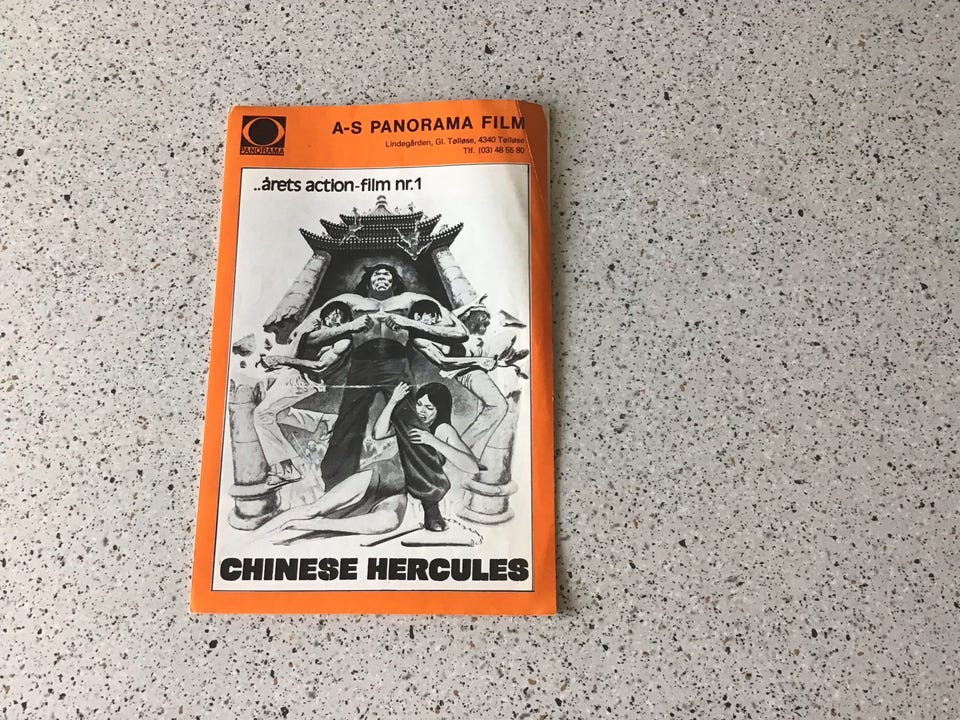 PANORAMA
A-S PANORAMA FILM
Lindegården, Gl. Tølløse, 4340 Tølløse
Tlf. (03) 48 55 80
..årets action-film nr.1
CHINESE HERCULES